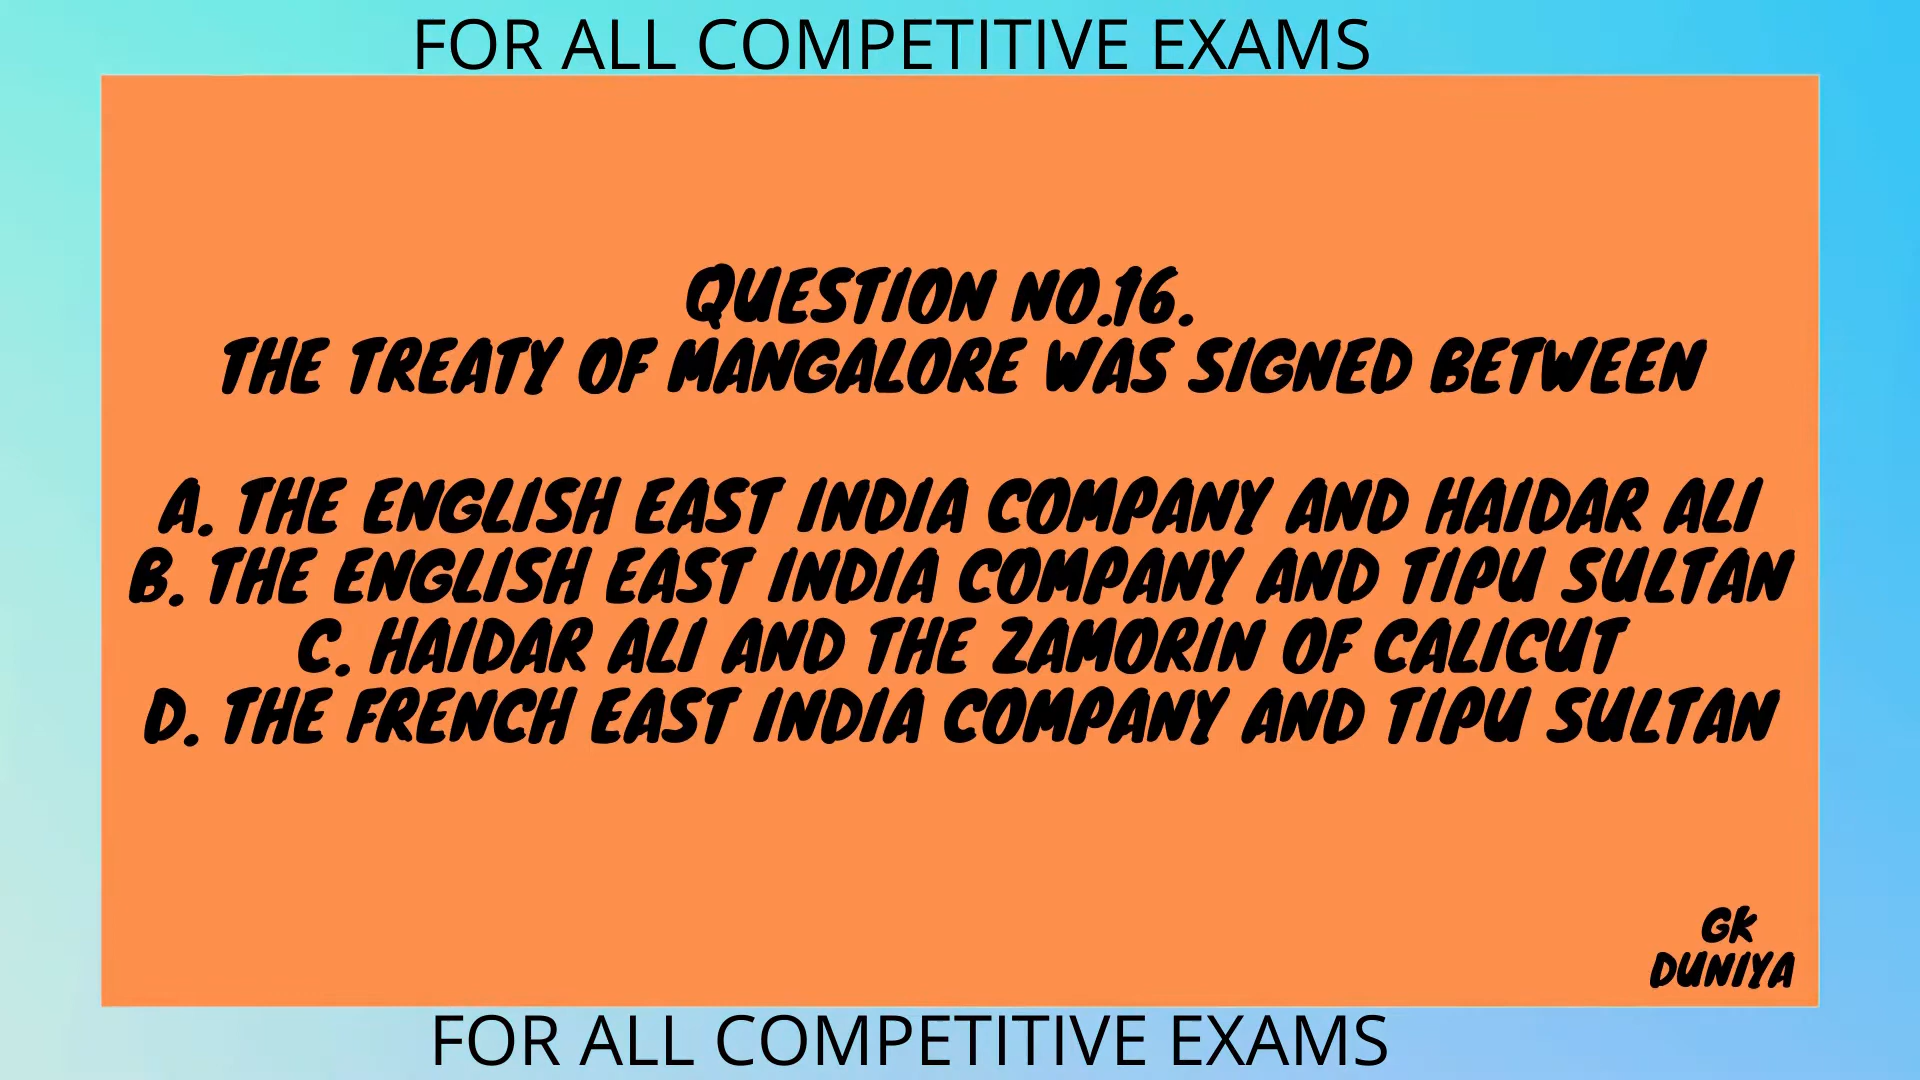 FOR ALL COMPETITIVE EXAMS
QUESTION NO.16.
THE TREATY OF MANGALORE WAS SIGNED BETWEEN
A. THE ENGLISH EAST INDIA COMPANY AND HAIDAR ALI
B. THE ENGLISH EAST INDIA COMPANY AND TIPU SULTAN
C. HAIDAR ALI AND THE ZAMORIN OF CALICUT
D. THE FRENCH EAST INDIA COMPANY AND TIPU SULTAN
GK
DUNIYA
FOR ALL COMPETITIVE EXAMS